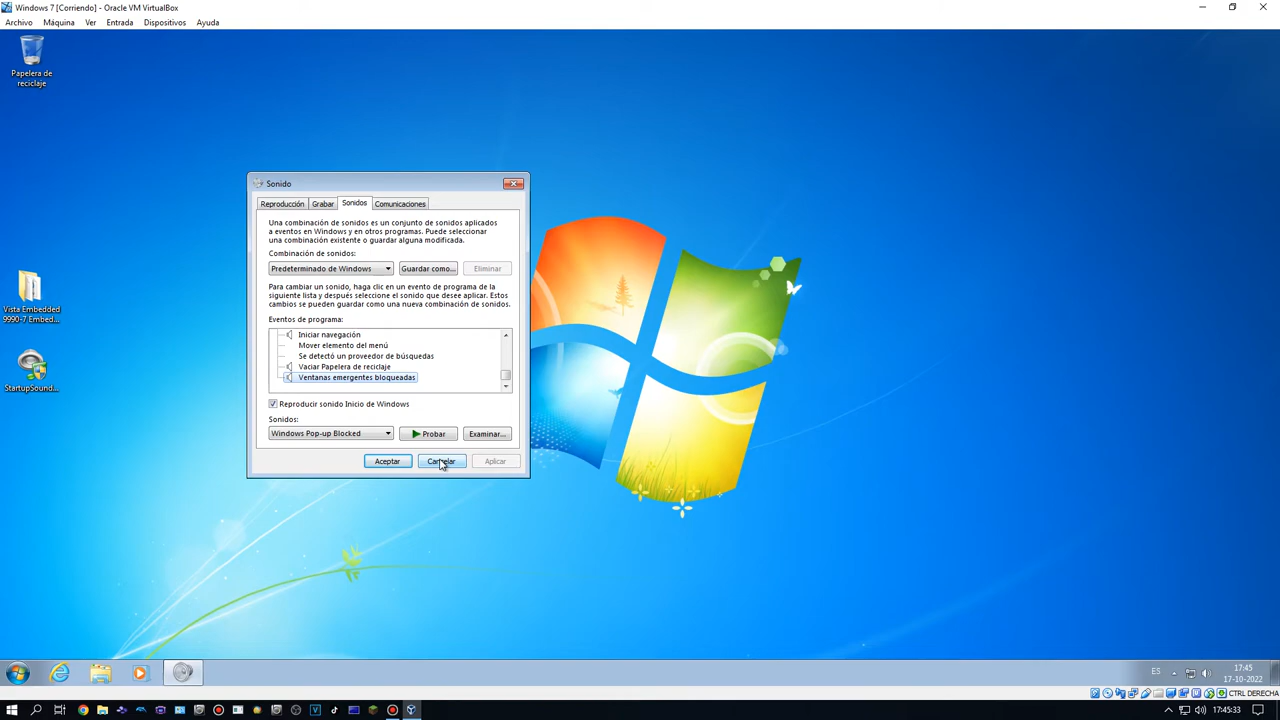 Windows 7 [Corriendo] - Oracle VM VirtualBox
Archivo Máquina Ver Entrada Dispositivos Ayuda
Papelera de
reciclaje
Sonido
Reproducción Grabar Sonidos Comunicaciones
Una combinación de sonidos es un conjunto de sonidos aplicados
a eventos en Windows y en otros programas. Puede seleccionar
una combinación existente o guardar alguna modificada.
Combinación de sonidos:
Predeterminado de Windows Guardar como... Eliminar
Para cambiar un sonido, haga clic en un evento de programa de la
siguiente lista y después seleccione el sonido que desee aplicar. Estos
cambios se pueden guardar como una nueva combinación de sonidos.
Eventos de programa:
Iniciar navegación
Mover elemento del menú
Se detectó un proveedor de búsquedas
Vaciar Papelera de reciclaje
Ventanas emergentes bloqueadas
Reproducir sonido Inicio de Windows
Sonidos:
Windows Pop-up Blocked Probar Examinar...
Aceptar Cancelar Aplicar
Vista Embedded
9990-7 Embed...
StartupSound...
ES 17:45
17-10-2022
CTRL DERECHA
17:45:33